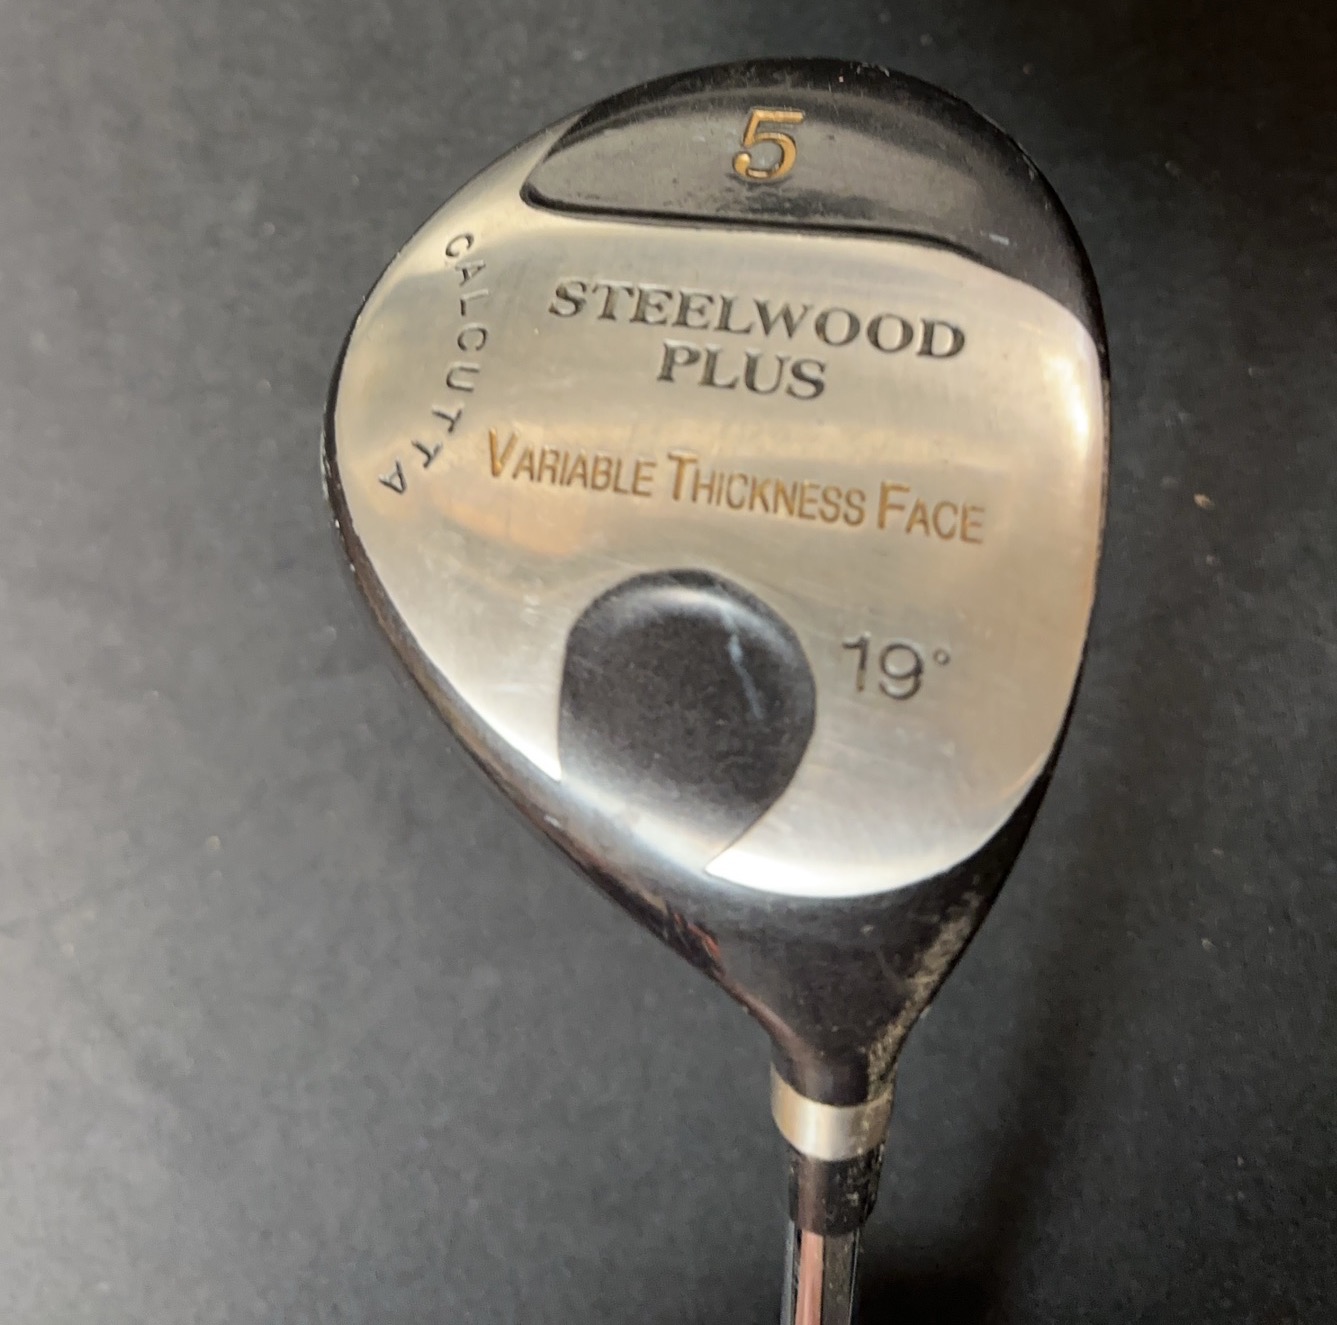 5
STEELWOOD
PLUS
CALCUTTA
VARIABLE THICKNESS FACE
19°